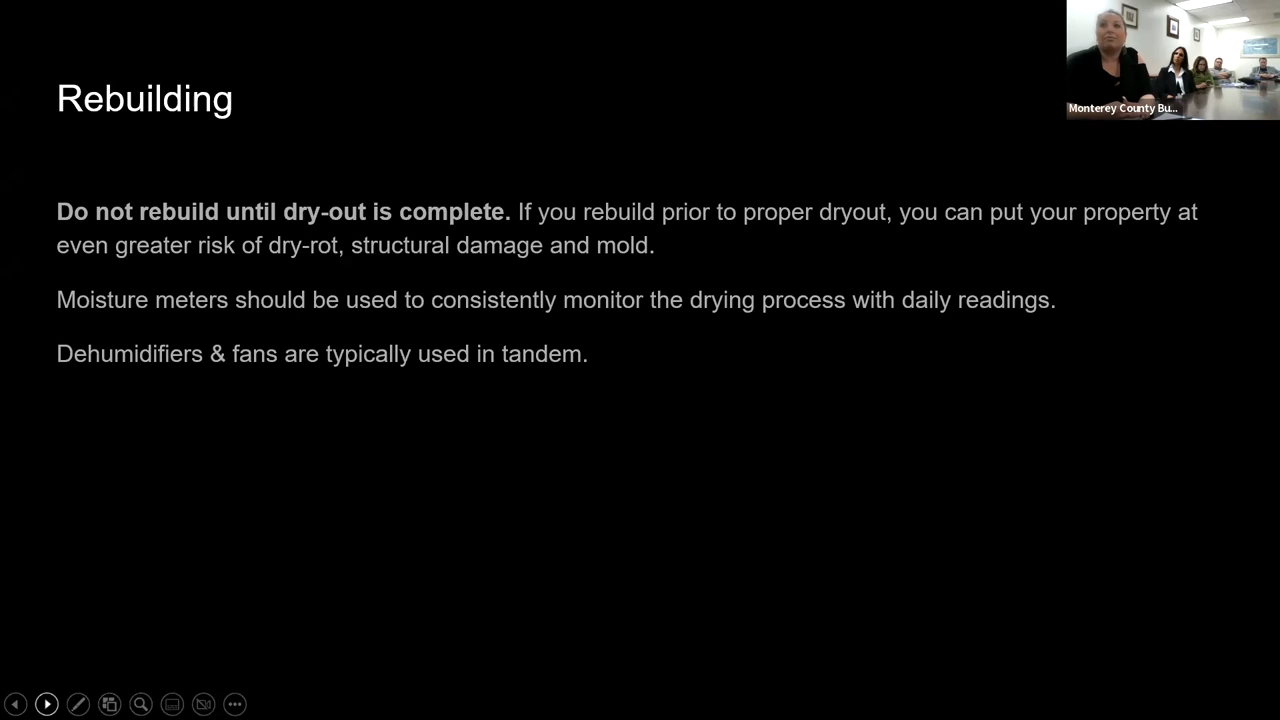 Rebuilding
Monterey County Bu...
Do not rebuild until dry-out is complete. If you rebuild prior to proper dryout, you can put your property at
even greater risk of dry-rot, structural damage and mold.
Moisture meters should be used to consistently monitor the drying process with daily readings.
Dehumidifiers & fans are typically used in tandem.